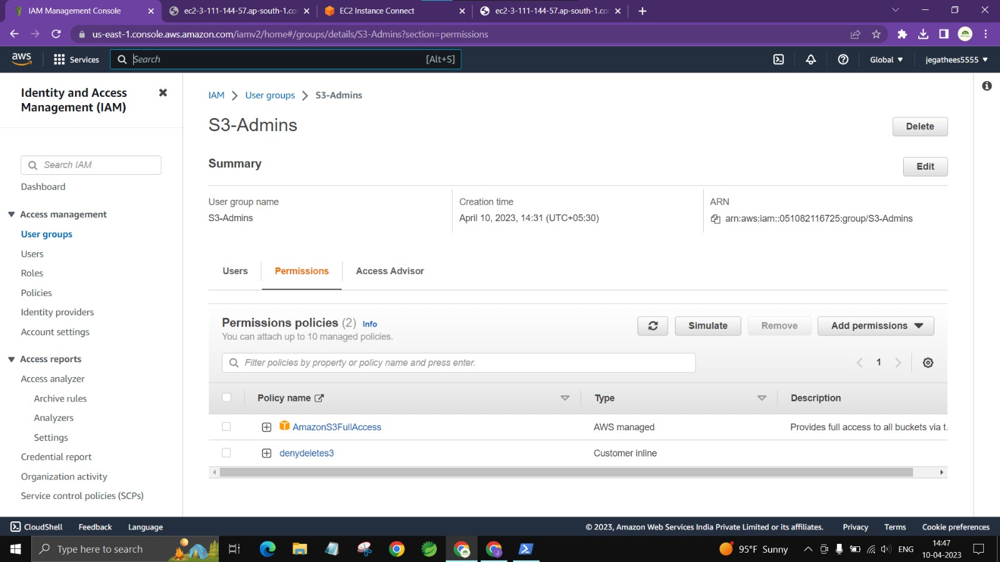 IAM Management Console
ec2-3-111-144-57.ap-south-1.co
EC2 Instance Connect
ec2-3-111-144-57.ap-south-1.co
us-east-1.console.aws.amazon.com/iamv2/home#/groups/details/S3-Admins?section=permissions
aws
Services
Search
[Alt+S]
Global
jegathees5555
Identity and Access
Management (IAM)
Search IAM
Dashboard
Access management
User groups
Users
Roles
Policies
Identity providers
Account settings
Access reports
Access analyzer
Archive rules
Analyzers
Settings
Credential report
Organization activity
Service control policies (SCPs)
IAM
User groups
S3-Admins
S3-Admins
Delete
Summary
Edit
User group name
S3-Admins
Creation time
April 10, 2023, 14:31 (UTC+05:30)
ARN
arn:aws:iam::051082116725:group/S3-Admins
Users
Permissions
Access Advisor
Permissions policies (2) Info
You can attach up to 10 managed policies.
Simulate
Remove
Add permissions
Filter policies by property or policy name and press enter.
1
Policy name
Type
Description
AmazonS3FullAccess
AWS managed
Provides full access to all buckets via t.
denydeletes3
Customer inline
CloudShell
Feedback
Language
© 2023, Amazon Web Services India Private Limited or its affiliates.
Privacy
Terms
Cookie preferences
Type here to search
95°F Sunny
ENG
14:47
10-04-2023